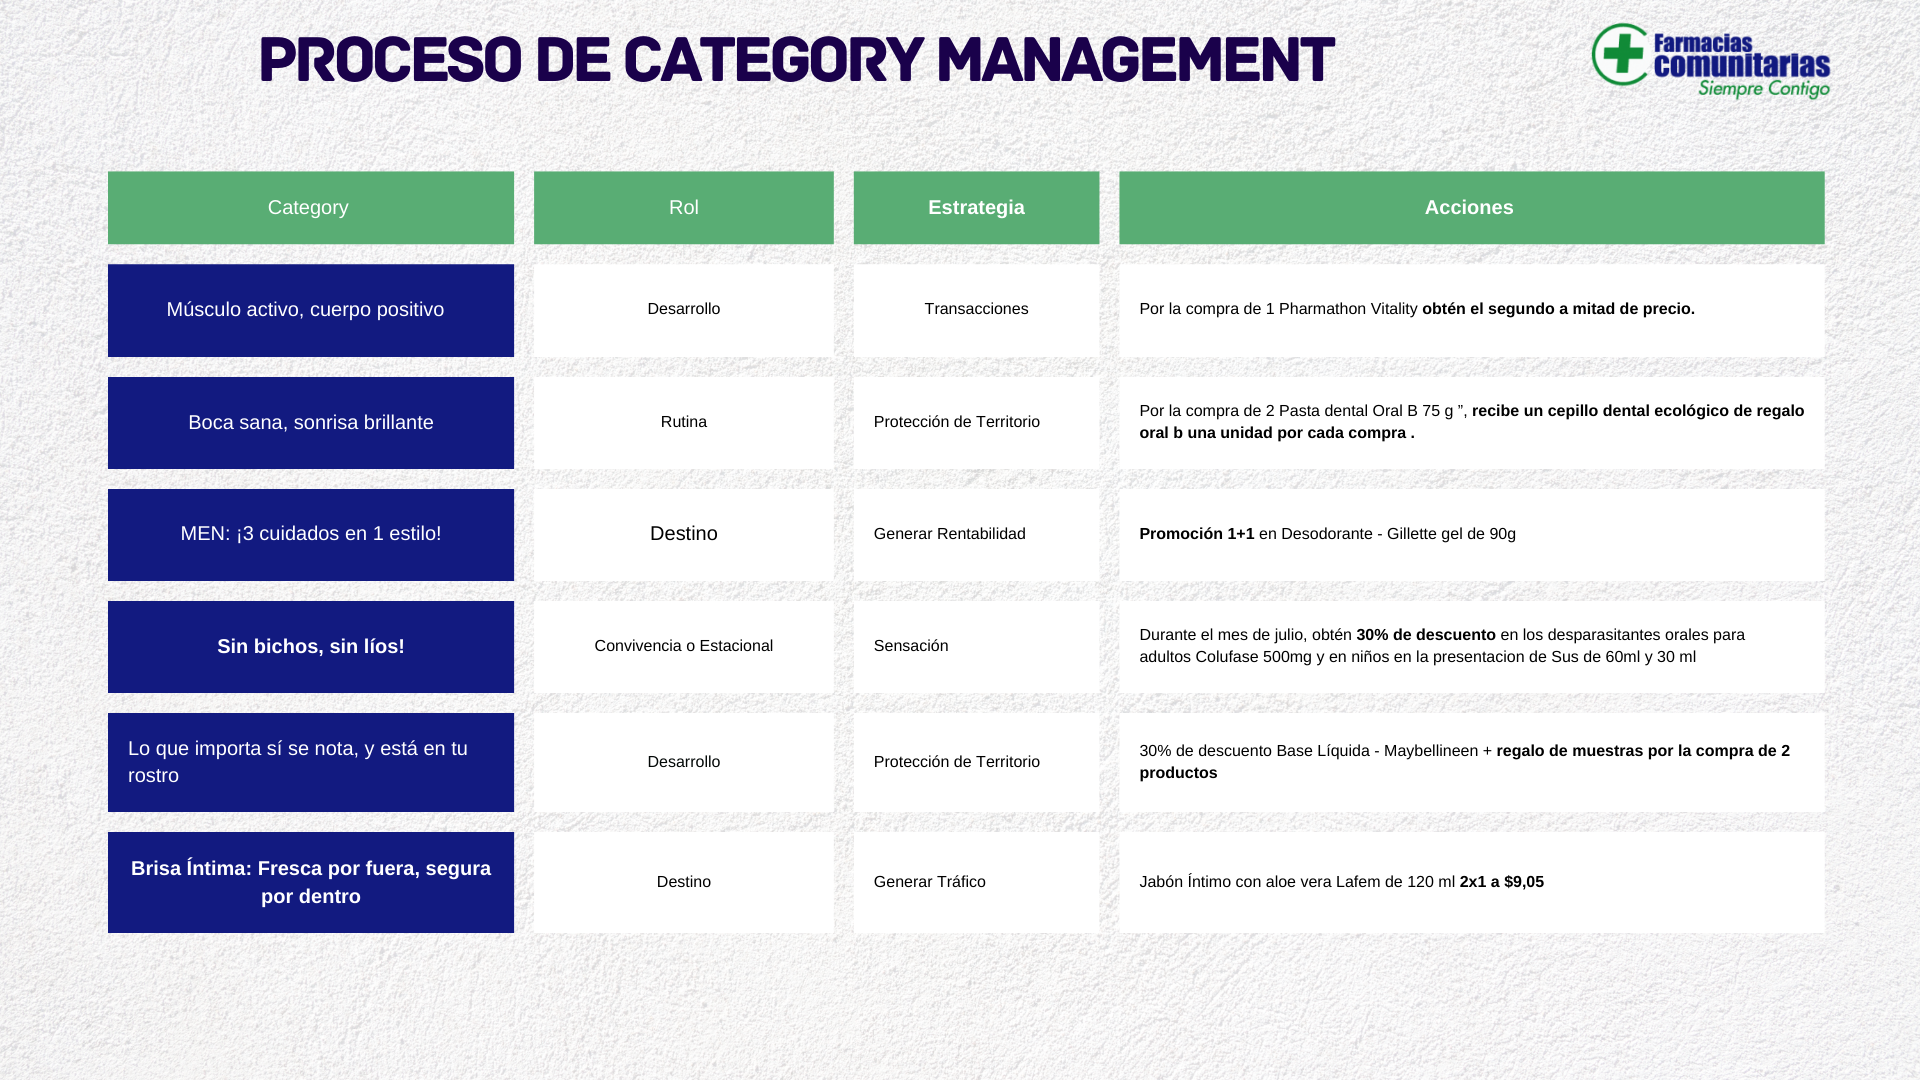 PROCESO DE CATEGORY MANAGEMENT
Farmacias
comunitarias
Siempre Contigo
Category
Rol
Estrategia
Acciones
Músculo activo, cuerpo positivo
Desarrollo
Transacciones
Por la compra de 1 Pharmathon Vitality obtén el segundo a mitad de precio.
Boca sana, sonrisa brillante
Rutina
Protección de Territorio
Por la compra de 2 Pasta dental Oral B 75 g ”, recibe un cepillo dental ecológico de regalo
oral b una unidad por cada compra .
MEN: ¡3 cuidados en 1 estilo!
Destino
Generar Rentabilidad
Promoción 1+1 en Desodorante - Gillette gel de 90g
Sin bichos, sin líos!
Convivencia o Estacional
Sensación
Durante el mes de julio, obtén 30% de descuento en los desparasitantes orales para
adultos Colufase 500mg y en niños en la presentacion de Sus de 60ml y 30 ml
Lo que importa sí se nota, y está en tu
rostro
Desarrollo
Protección de Territorio
30% de descuento Base Líquida - Maybellineen + regalo de muestras por la compra de 2
productos
Brisa Íntima: Fresca por fuera, segura
por dentro
Destino
Generar Tráfico
Jabón Íntimo con aloe vera Lafem de 120 ml 2x1 a $9,05